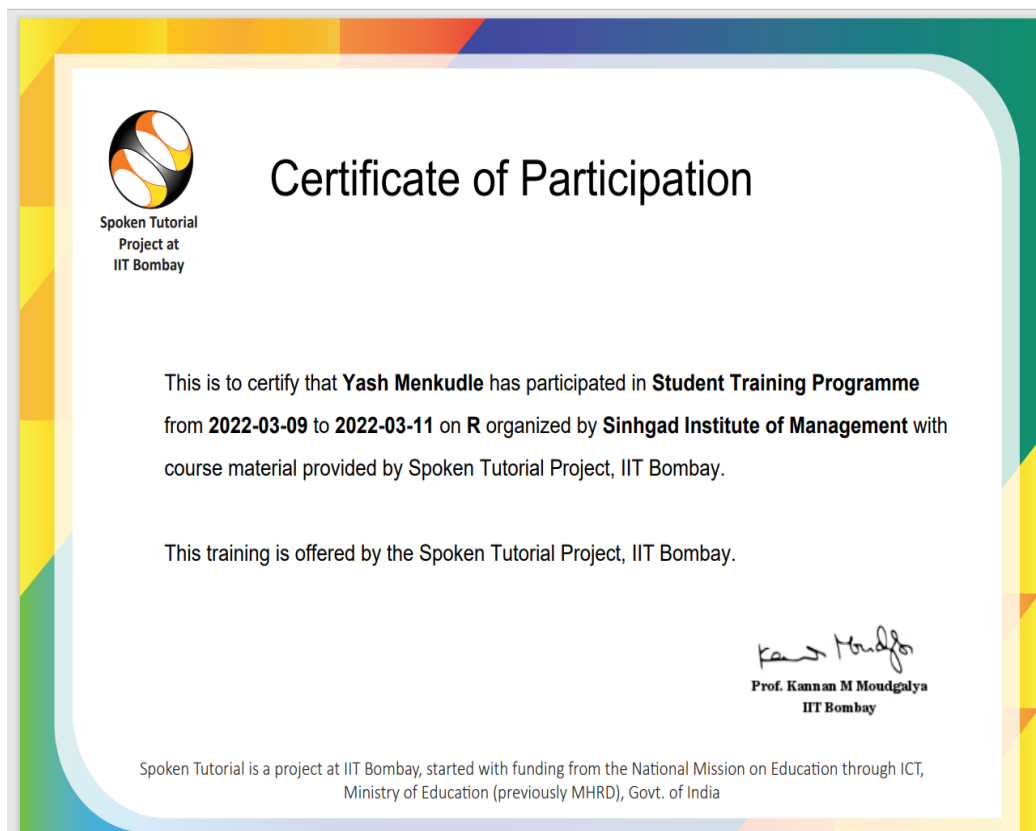 Certificate of Participation
Spoken Tutorial
Project at
IIT Bombay
This is to certify that Yash Menkudle has participated in Student Training Programme
from 2022-03-09 to 2022-03-11 on R organized by Sinhgad Institute of Management with
course material provided by Spoken Tutorial Project, IIT Bombay.
This training is offered by the Spoken Tutorial Project, IIT Bombay.
Prof. Kannan M Moudgalya
IIT Bombay
Spoken Tutorial is a project at IIT Bombay, started with funding from the National Mission on Education through ICT,
Ministry of Education (previously MHRD), Govt. of India